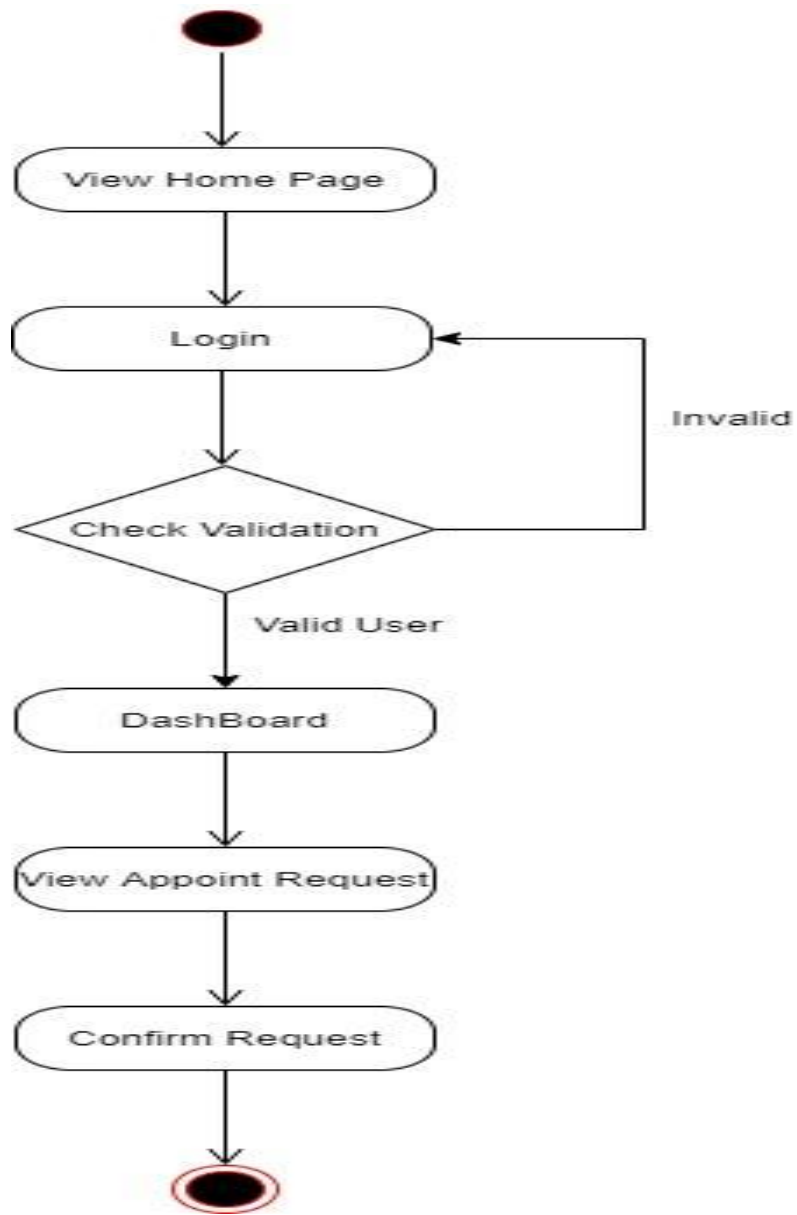 View Home Page
Login
Invalid
Check Validation
Valid User
DashBoard
View Appoint Request
Confirm Request